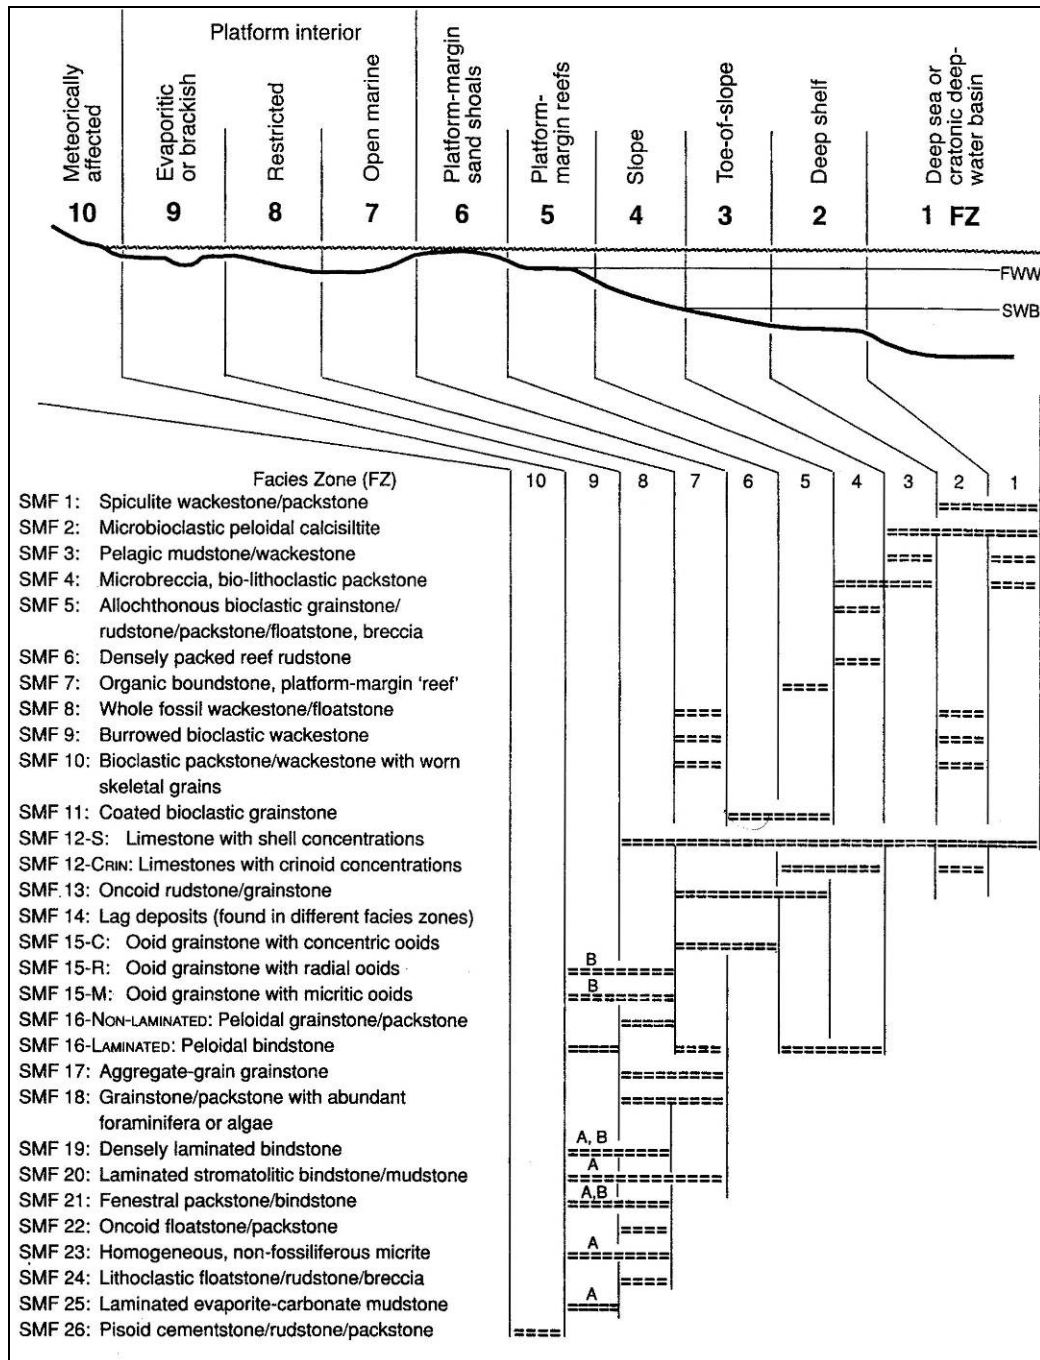 Platform interior
Meteorically
affected
Evaporitic
or brackish
Restricted
Open marine
Platform-margin
sand shoals
Platform-
margin reefs
Slope
Toe-of-slope
Deep shelf
Deep sea or
cratonic deep-
water basin
10 9 8 7 6 5 4 3 2 1 FZ
FWW
SWB
Facies Zone (FZ) 10 9 8 7 6 5 4 3 2 1
SMF 1: Spiculite wackestone/packstone
SMF 2: Microbioclastic peloidal calcisiltite
SMF 3: Pelagic mudstone/wackestone
SMF 4: Microbreccia, bio-lithoclastic packstone
SMF 5: Allochthonous bioclastic grainstone/
rudstone/packstone/floatstone, breccia
SMF 6: Densely packed reef rudstone
SMF 7: Organic boundstone, platform-margin 'reef'
SMF 8: Whole fossil wackestone/floatstone
SMF 9: Burrowed bioclastic wackestone
SMF 10: Bioclastic packstone/wackestone with worn
skeletal grains
SMF 11: Coated bioclastic grainstone
SMF 12-S: Limestone with shell concentrations
SMF 12-CRIN: Limestones with crinoid concentrations
SMF.13: Oncoid rudstone/grainstone
SMF 14: Lag deposits (found in different facies zones)
SMF 15-C: Ooid grainstone with concentric ooids
SMF 15-R: Ooid grainstone with radial ooids B
SMF 15-M: Ooid grainstone with micritic ooids B
SMF 16-NON-LAMINATED: Peloidal grainstone/packstone
SMF 16-LAMINATED: Peloidal bindstone
SMF 17: Aggregate-grain grainstone
SMF 18: Grainstone/packstone with abundant
foraminifera or algae
SMF 19: Densely laminated bindstone A, B
SMF 20: Laminated stromatolitic bindstone/mudstone A
SMF 21: Fenestral packstone/bindstone A,B
SMF 22: Oncoid floatstone/packstone
SMF 23: Homogeneous, non-fossiliferous micrite A
SMF 24: Lithoclastic floatstone/rudstone/breccia
SMF 25: Laminated evaporite-carbonate mudstone A
SMF 26: Pisoid cementstone/rudstone/packstone